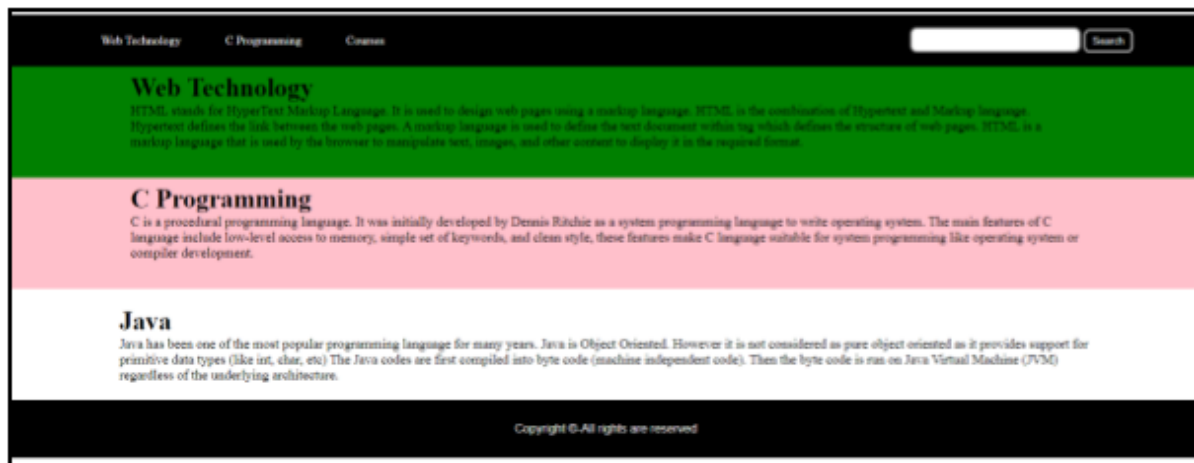 Web Technology C Programming Courses Search
Web Technology
HTML stands for HyperText Markup Language. It is used to design web pages using a markup language. HTML is the combination of Hypertext and Markup language.
Hypertext defines the link between the web pages. A markup language is used to define the text document within tag which defines the structure of web pages. HTML is a
markup language that is used by the browser to manipulate text, images, and other content to display it in the required format.
C Programming
C is a procedural programming language. It was initially developed by Dennis Ritchie as a system programming language to write operating system. The main features of C
language include low-level access to memory, simple set of keywords, and clean style, these features make C language suitable for system programming like operating system or
compiler development.
Java
Java has been one of the most popular programming language for many years. Java is Object Oriented. However it is not considered as pure object oriented as it provides support for
primitive data types (like int, char, etc) The Java codes are first compiled into byte code (machine independent code). Then the byte code is run on Java Virtual Machine (JVM)
regardless of the underlying architecture.
Copyright ©-All rights are reserved